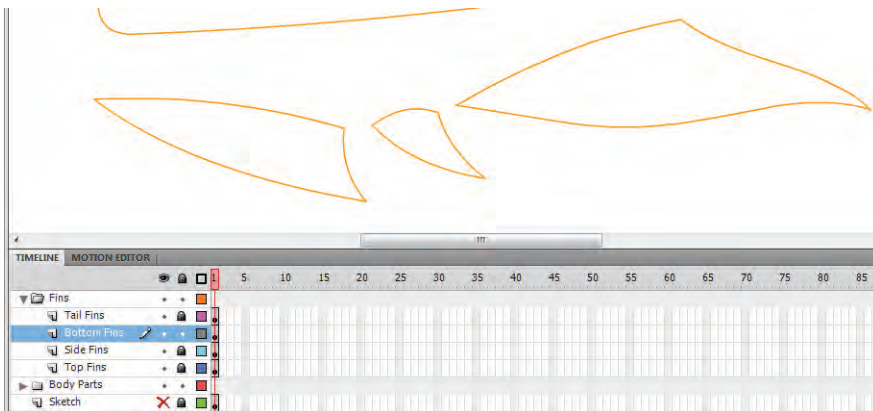 TIMELINE MOTION EDITOR
1 5 10 15 20 25 30 35 40 45 50 55 60 65 70 75 80 85
Fins
Tail Fins
Bottom Fins
Side Fins
Top Fins
Body Parts
Sketch